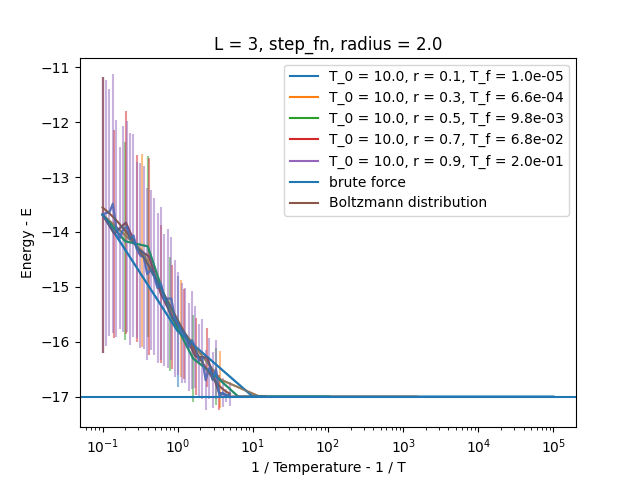 L = 3, step_fn, radius = 2.0
Energy - E
−11
−12
−13
−14
−15
−16
−17
T_0 = 10.0, r = 0.1, T_f = 1.0e-05
T_0 = 10.0, r = 0.3, T_f = 6.6e-04
T_0 = 10.0, r = 0.5, T_f = 9.8e-03
T_0 = 10.0, r = 0.7, T_f = 6.8e-02
T_0 = 10.0, r = 0.9, T_f = 2.0e-01
brute force
Boltzmann distribution
10⁻¹ 10⁰ 10¹ 10² 10³ 10⁴ 10⁵
1 / Temperature - 1 / T